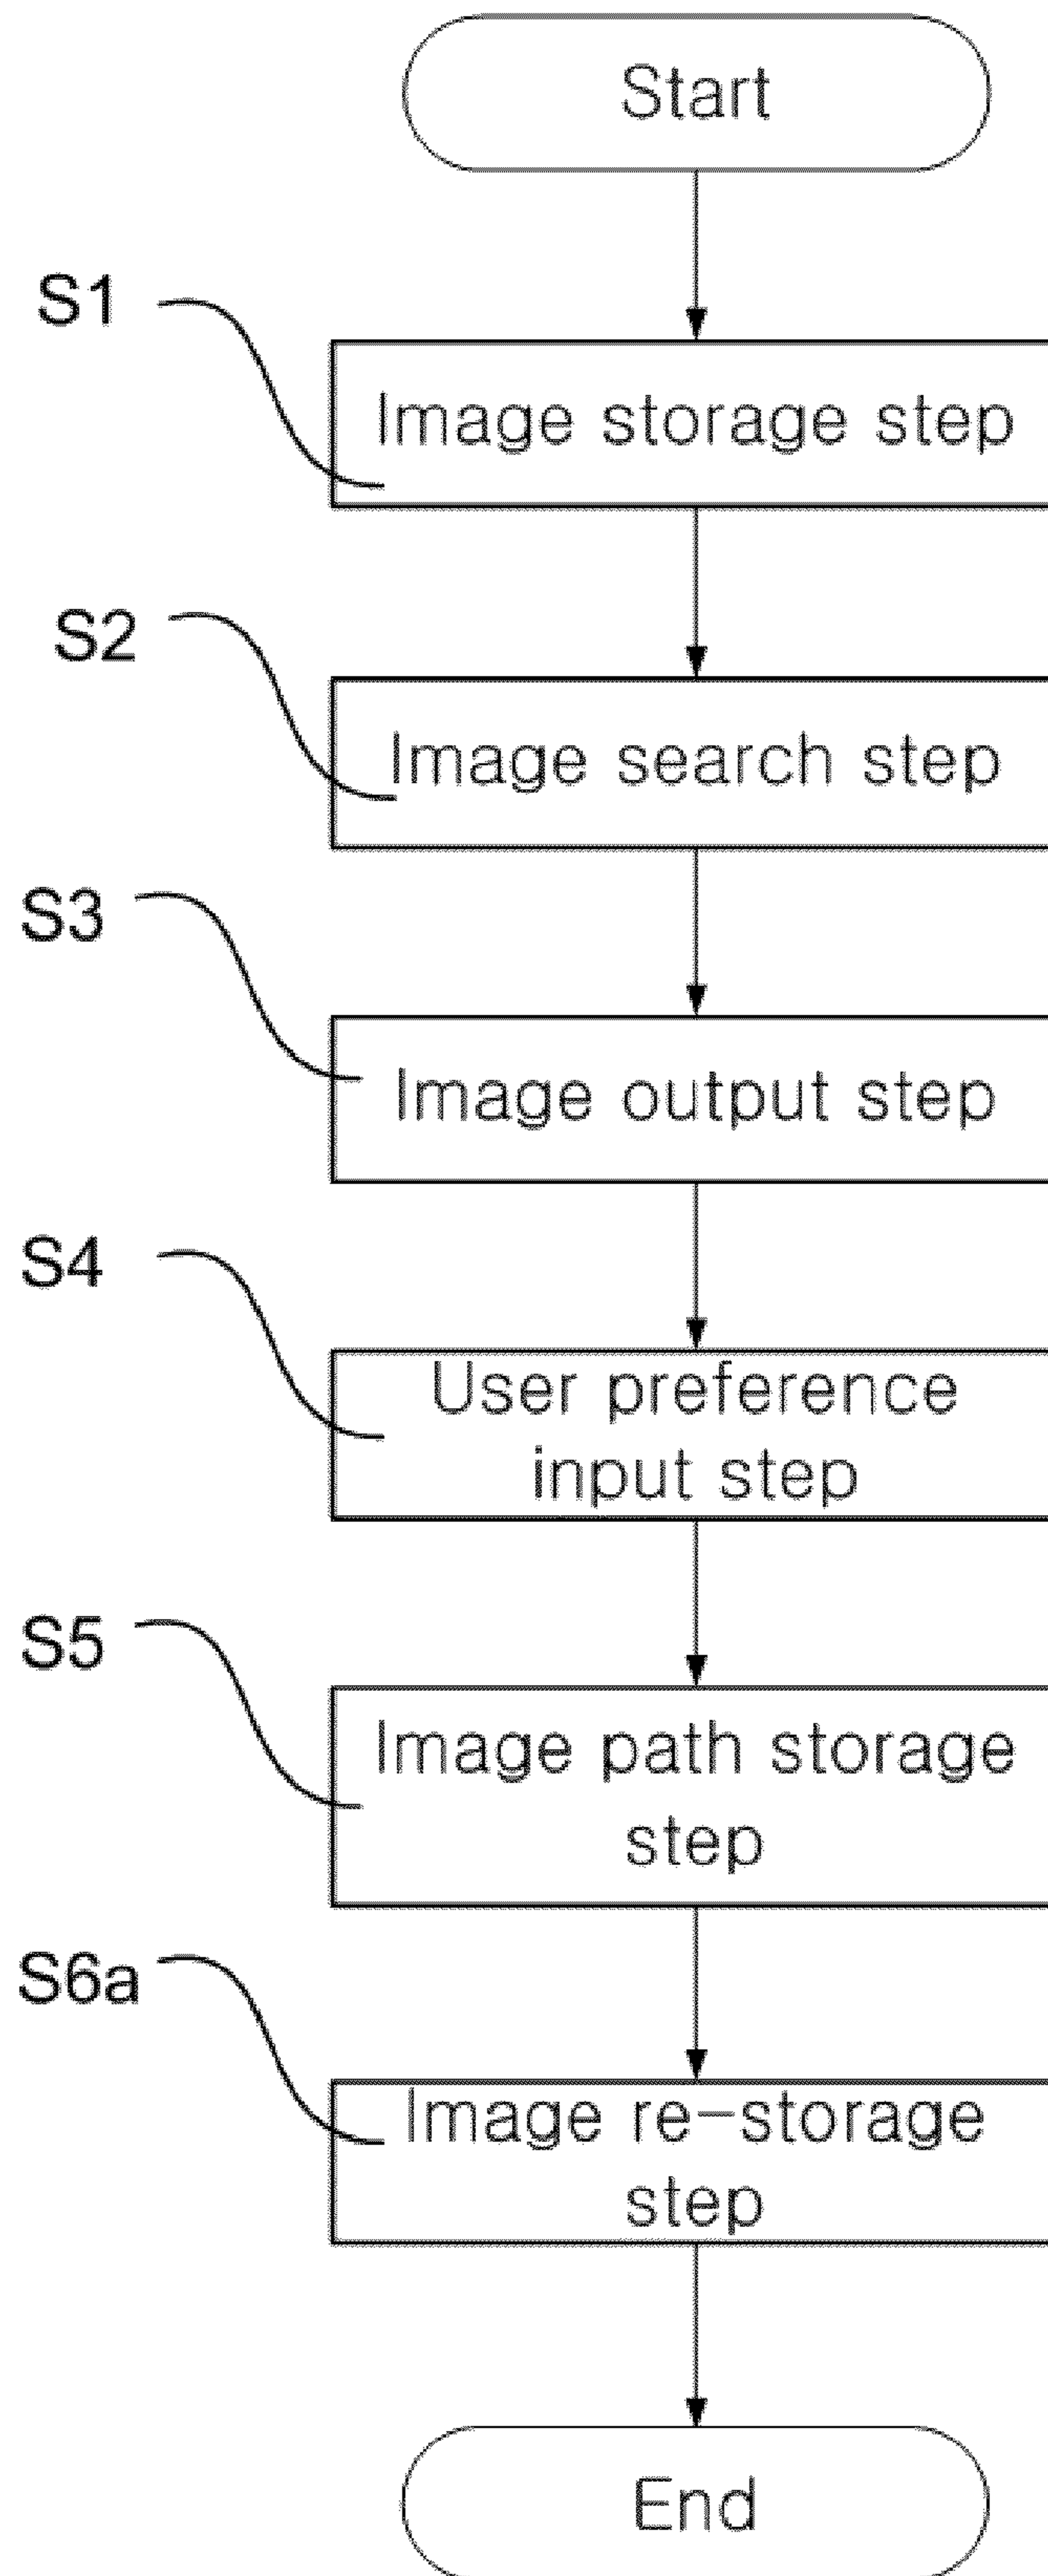 Start
S1
Image storage step
S2
Image search step
S3
Image output step
S4
User preference
input step
S5
Image path storage
step
S6a
Image re-storage
step
End